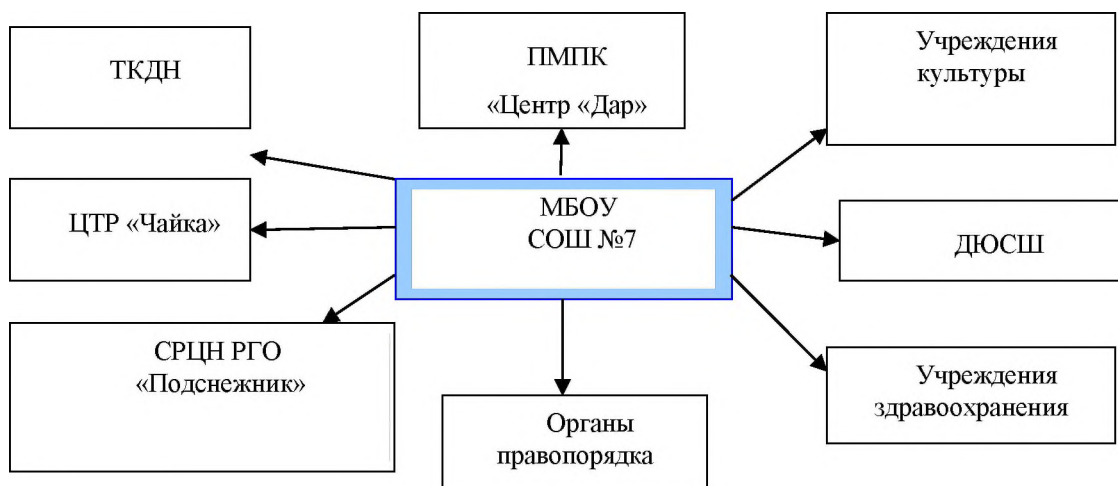 ТКДН
ПМПК
«Центр «Дар»
Учреждения
культуры
ЦТР «Чайка»
МБОУ
СОШ №7
ДЮСШ
СРЦН РГО
«Подснежник»
Органы
правопорядка
Учреждения
здравоохранения